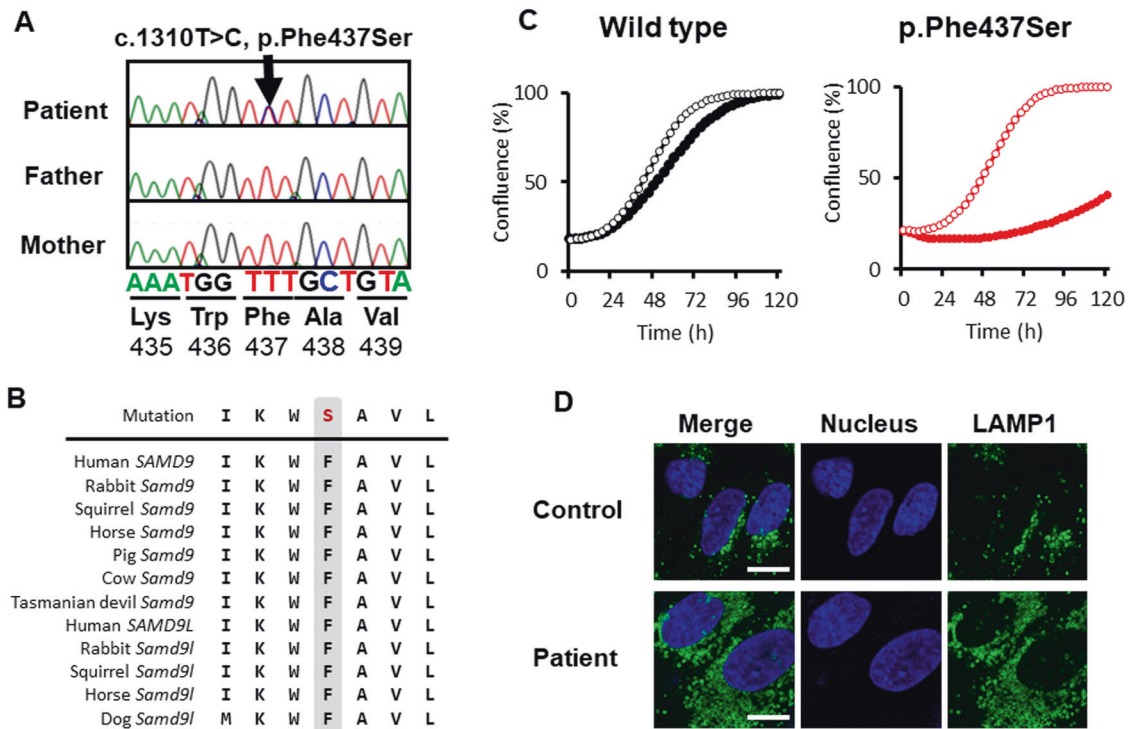 A
c.1310T>C, p.Phe437Ser
Patient
Father
Mother
AAATGG TTTGCTGTA
Lys Trp Phe Ala Val
435 436 437 438 439
B
Mutation I K W S A V L
Human SAMD9 I K W F A V L
Rabbit Samd9 I K W F A V L
Squirrel Samd9 I K W F A V L
Horse Samd9 I K W F A V L
Pig Samd9 I K W F A V L
Cow Samd9 I K W F A V L
Tasmanian devil Samd9 I K W F A V L
Human SAMD9L I K W F A V L
Rabbit Samd9l I K W F A V L
Squirrel Samd9l I K W F A V L
Horse Samd9l I K W F A V L
Dog Samd9l M K W F A V L
C
Wild type
Confluence (%)
100
50
0
0 24 48 72 96 120
Time (h)
p.Phe437Ser
Confluence (%)
100
50
0
0 24 48 72 96 120
Time (h)
D
Merge Nucleus LAMP1
Control
Patient